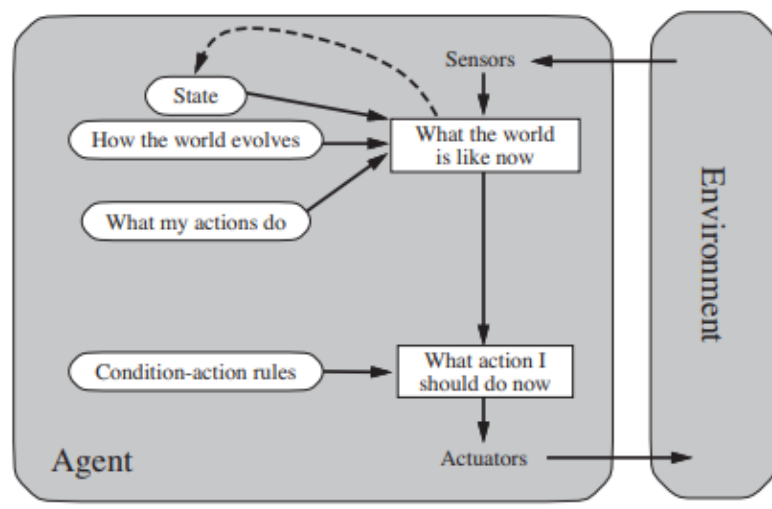 Sensors
State
What the world
is like now
How the world evolves
What my actions do
Environment
Condition-action rules
What action I
should do now
Agent
Actuators